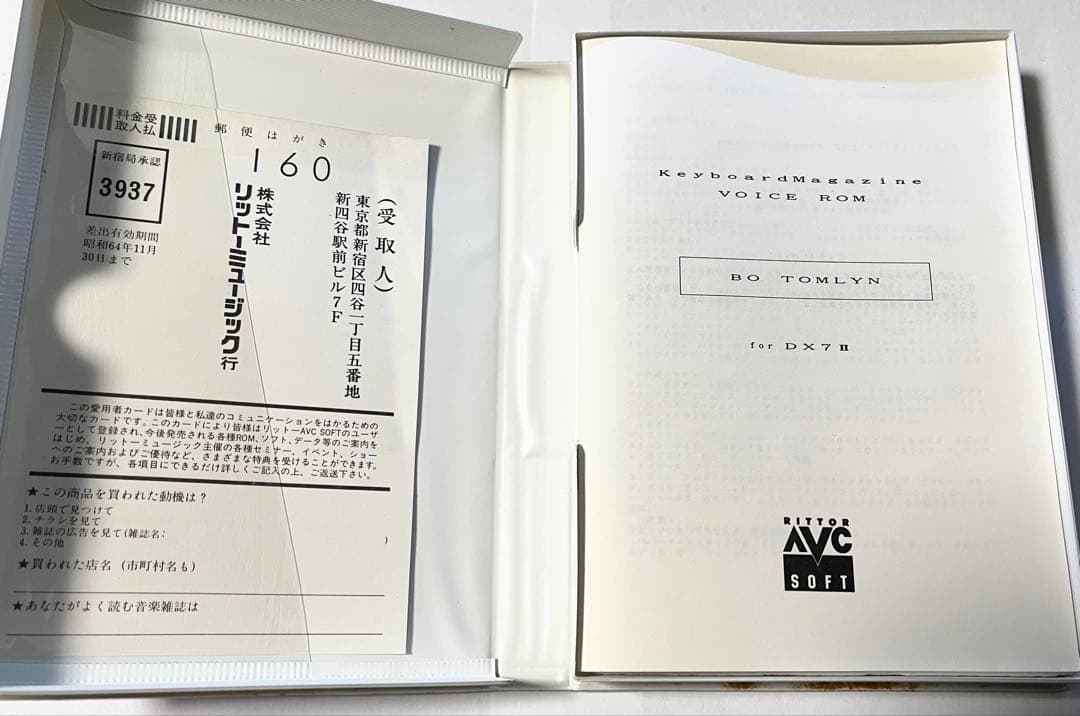 料金受
取人払
新宿局承認
3937
差出有効期間
昭和64年11月
30日まで
郵便はがき
160
(受取人)
東京都新宿区四谷一丁目五番地
新四谷駅前ビル7F
株式会社
リットーミュージック行
この愛用者カードは皆様と私達のコミュニケーションをはかるための
大切なカードです。このカードにより皆様はリットーAVC SOFTのユーザ
ーとして登録され、今後発売される各種ROM、ソフト、データ等のご案内を
はじめ、リットーミュージック主催の各種セミナー、イベント、ショー
へのご案内およびご優待など、さまざまな特典を受けることができます。
お手数ですが、各項目にできるだけ詳しくご記入の上、ご返送下さい。
★この商品を買われた動機は?
1.店頭で見つけて
2.チラシを見て
3.雑誌の広告を見て(雑誌名: )
4.その他
★買われた店名(市町村名も)
★あなたがよく読む音楽雑誌は
KeyboardMagazine
VOICE ROM
BO TOMLYN
for DX7 II
RITTOR
AVC
SOFT